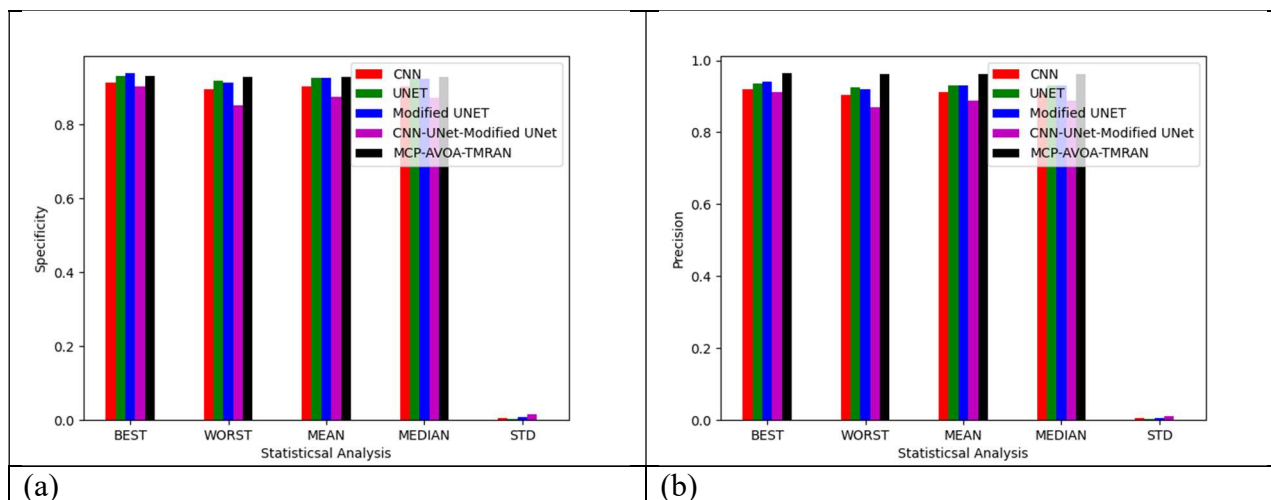 Specificity
0.8
0.6
0.4
0.2
0.0
CNN
UNET
Modified UNET
CNN-UNet-Modified UNet
MCP-AVOA-TMRAN
BEST WORST MEAN MEDIAN STD
Statisticsal Analysis
(a)
Precision
1.0
0.8
0.6
0.4
0.2
0.0
CNN
UNET
Modified UNET
CNN-UNet-Modified UNet
MCP-AVOA-TMRAN
BEST WORST MEAN MEDIAN STD
Statisticsal Analysis
(b)